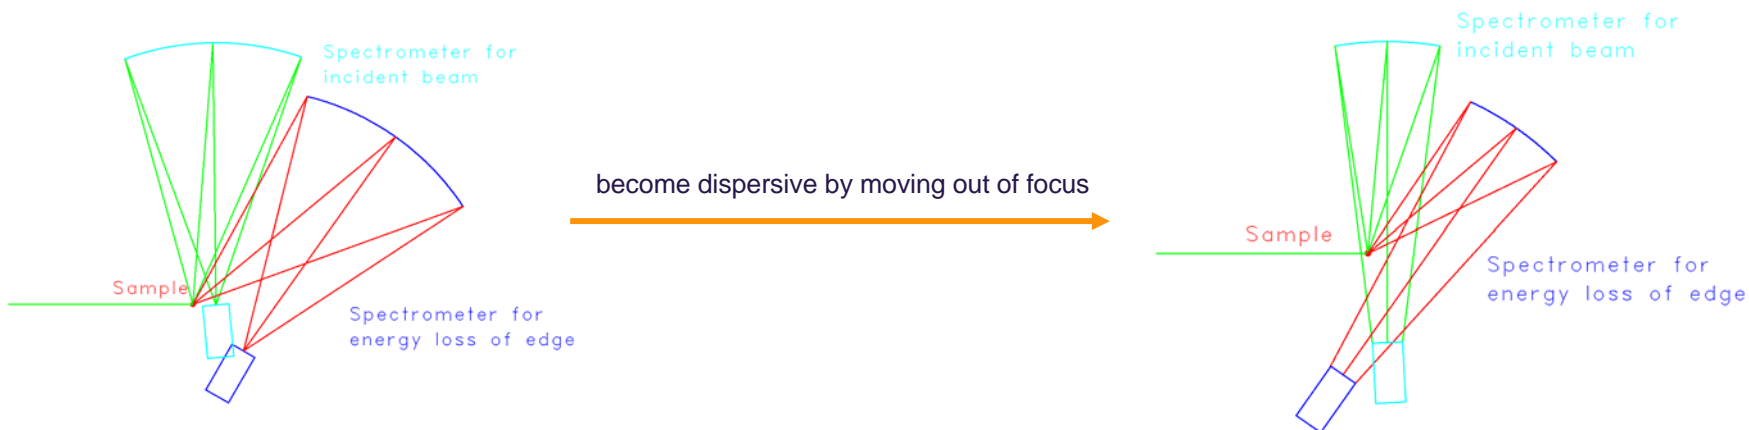 Spectrometer for
incident beam
Sample
Spectrometer for
energy loss of edge
become dispersive by moving out of focus
Spectrometer for
incident beam
Sample
Spectrometer for
energy loss of edge